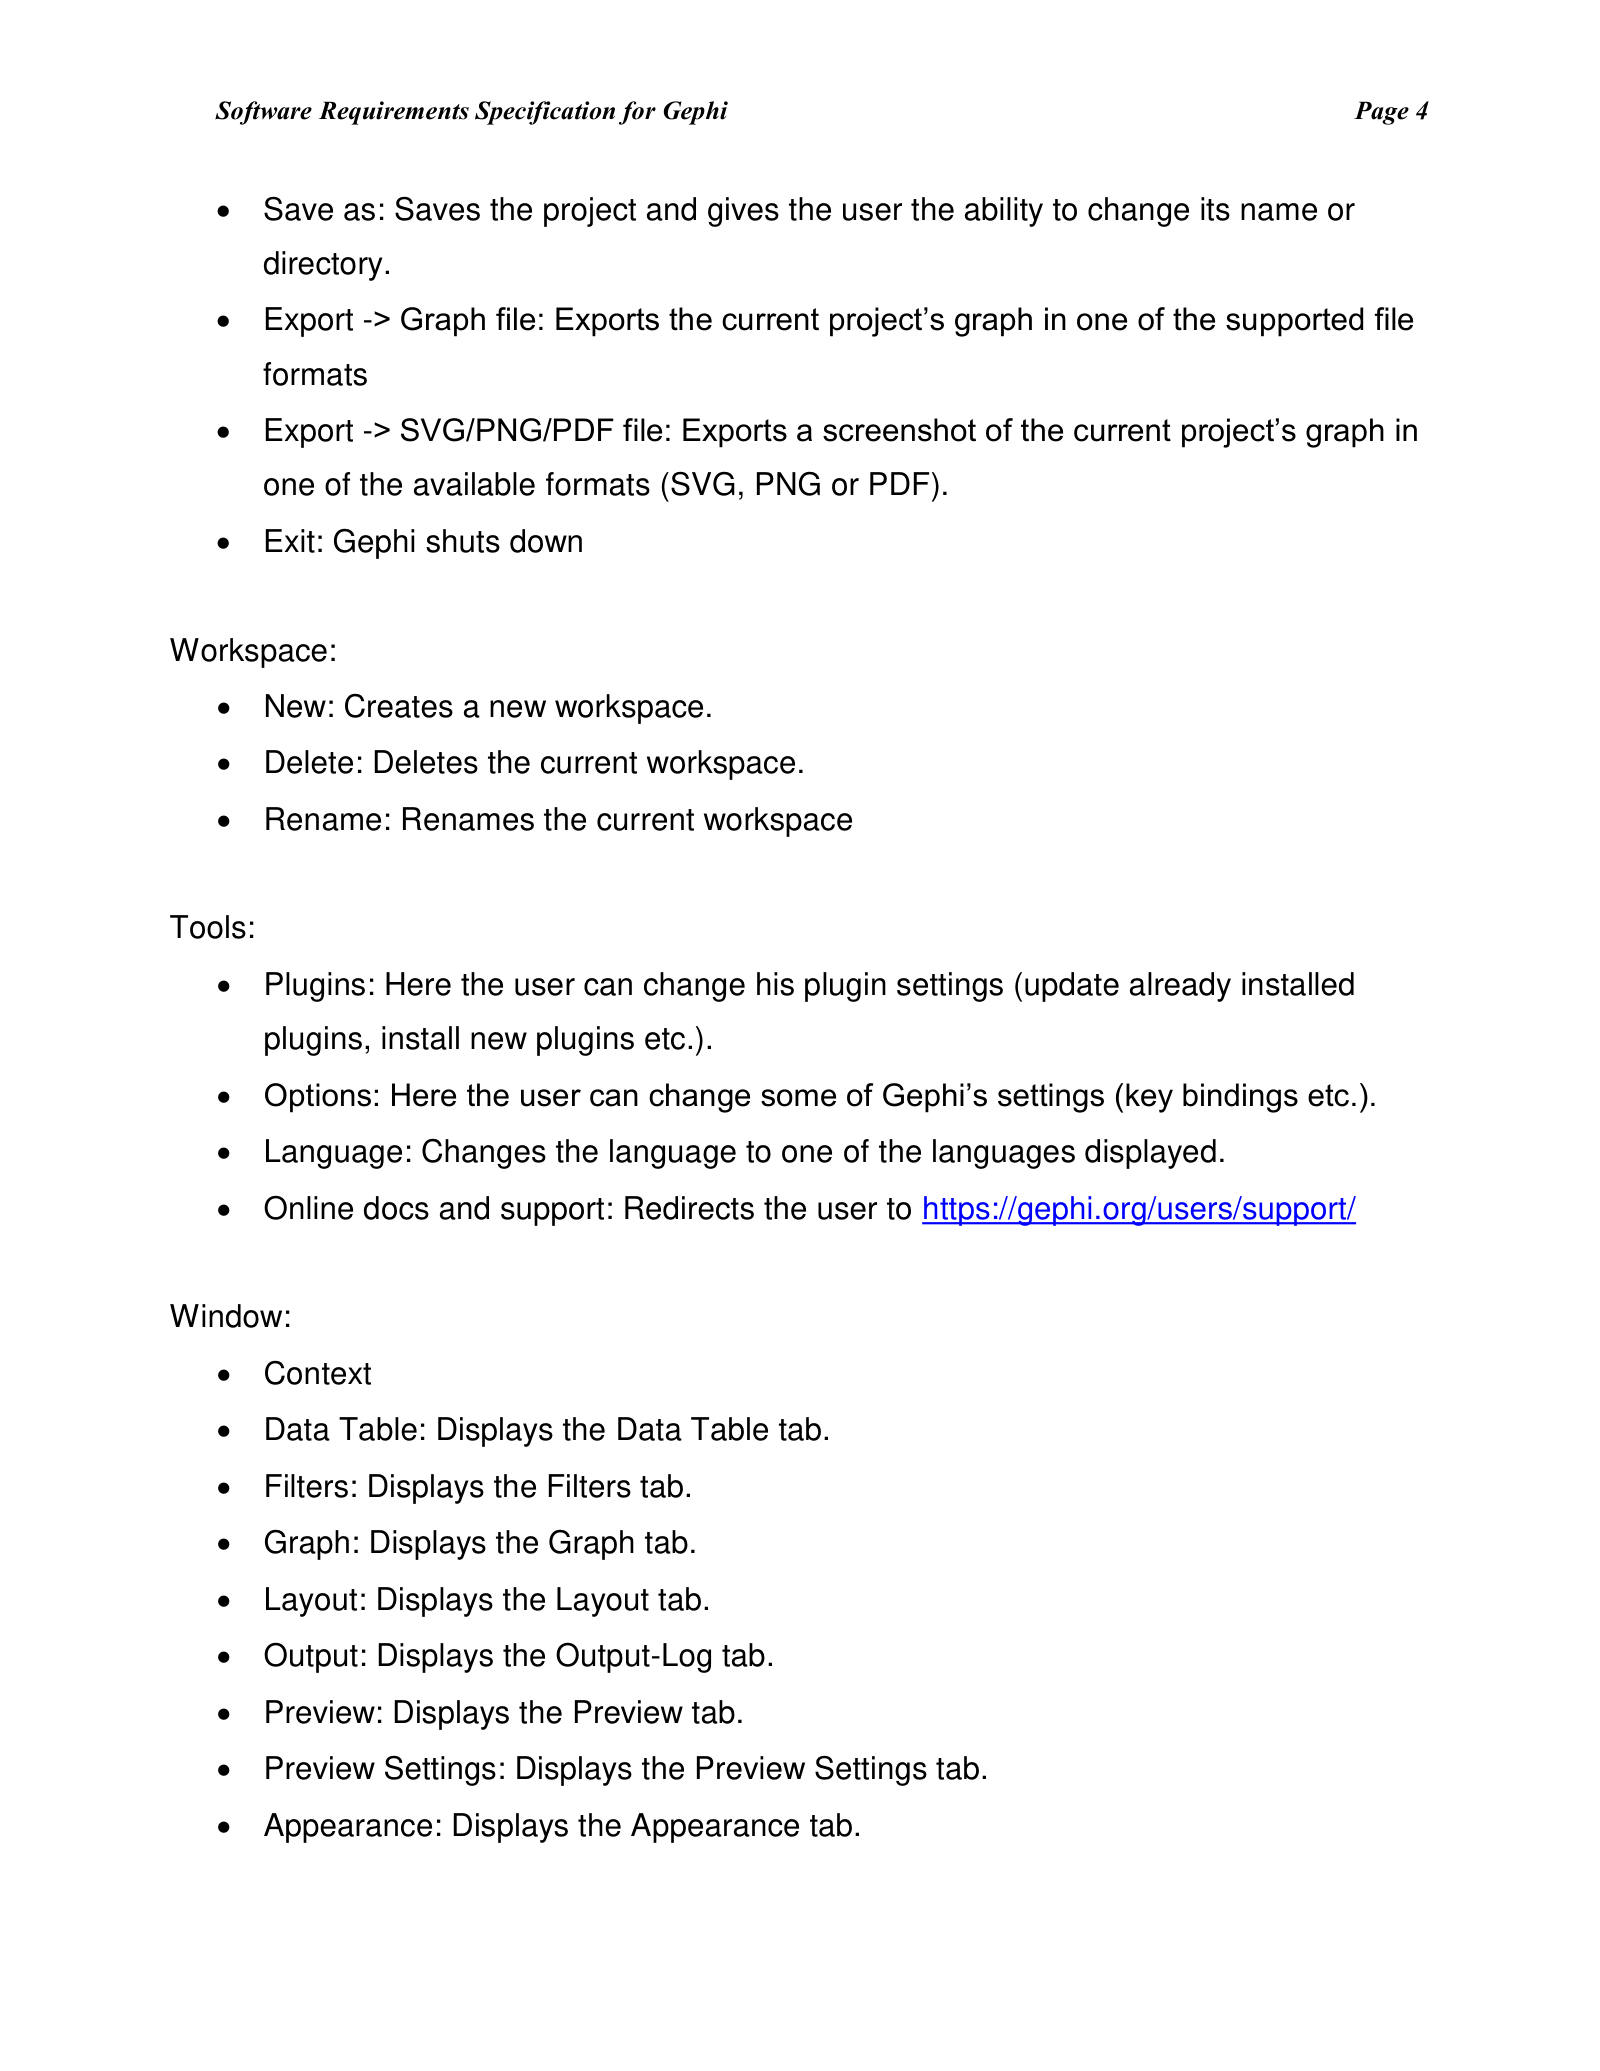 Software Requirements Specification for Gephi Page 4
• Save as: Saves the project and gives the user the ability to change its name or
directory.
• Export -> Graph file: Exports the current project’s graph in one of the supported file
formats
• Export -> SVG/PNG/PDF file: Exports a screenshot of the current project’s graph in
one of the available formats (SVG, PNG or PDF).
• Exit: Gephi shuts down
Workspace:
• New: Creates a new workspace.
• Delete: Deletes the current workspace.
• Rename: Renames the current workspace
Tools:
• Plugins: Here the user can change his plugin settings (update already installed
plugins, install new plugins etc.).
• Options: Here the user can change some of Gephi’s settings (key bindings etc.).
• Language: Changes the language to one of the languages displayed.
• Online docs and support: Redirects the user to https://gephi.org/users/support/
Window:
• Context
• Data Table: Displays the Data Table tab.
• Filters: Displays the Filters tab.
• Graph: Displays the Graph tab.
• Layout: Displays the Layout tab.
• Output: Displays the Output-Log tab.
• Preview: Displays the Preview tab.
• Preview Settings: Displays the Preview Settings tab.
• Appearance: Displays the Appearance tab.